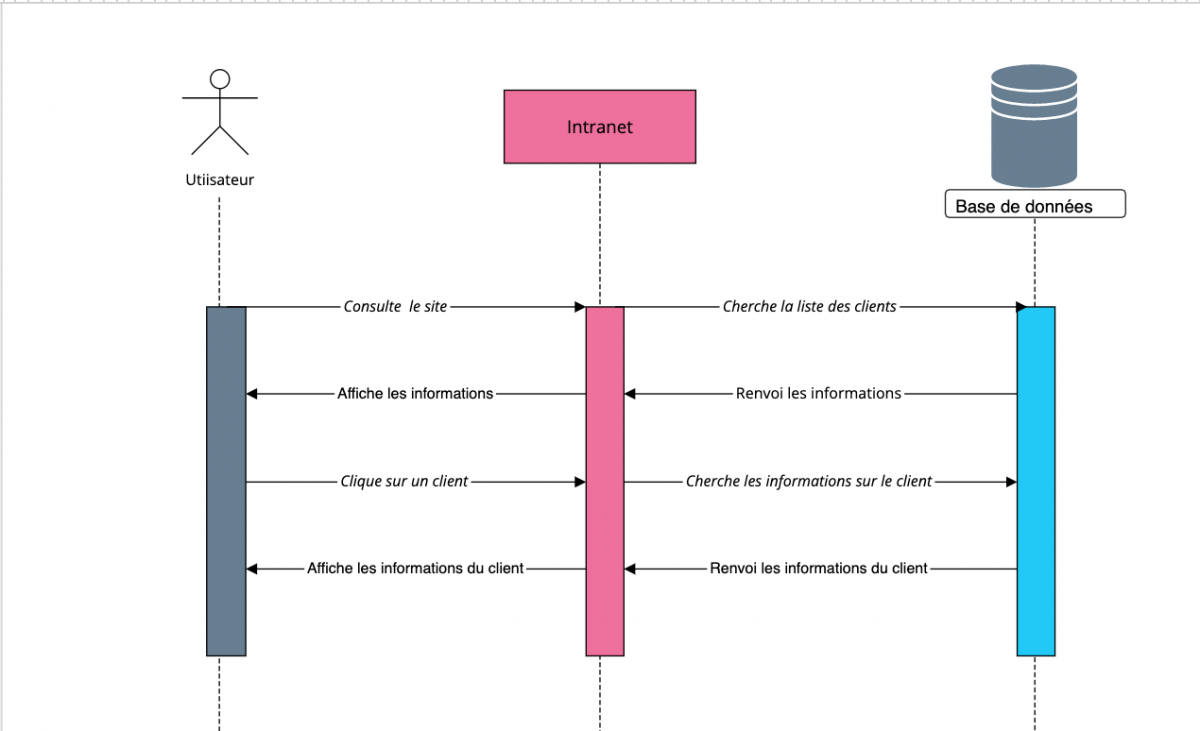 Utiisateur
Intranet
Base de données
Consulte le site
Cherche la liste des clients
Affiche les informations
Renvoi les informations
Clique sur un client
Cherche les informations sur le client
Affiche les informations du client
Renvoi les informations du client